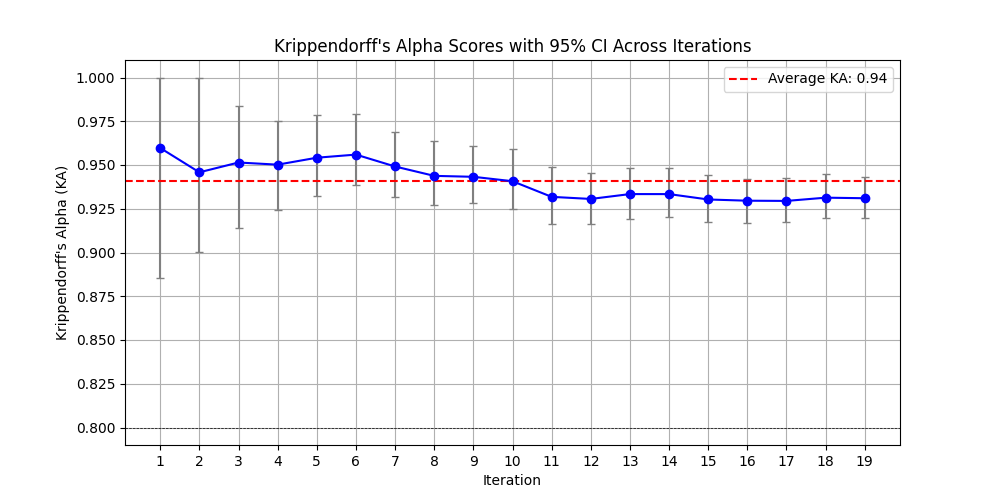 Krippendorff's Alpha Scores with 95% CI Across Iterations
Average KA: 0.94
Krippendorff's Alpha (KA)
1.000
0.975
0.950
0.925
0.900
0.875
0.850
0.825
0.800
1 2 3 4 5 6 7 8 9 10 11 12 13 14 15 16 17 18 19
Iteration